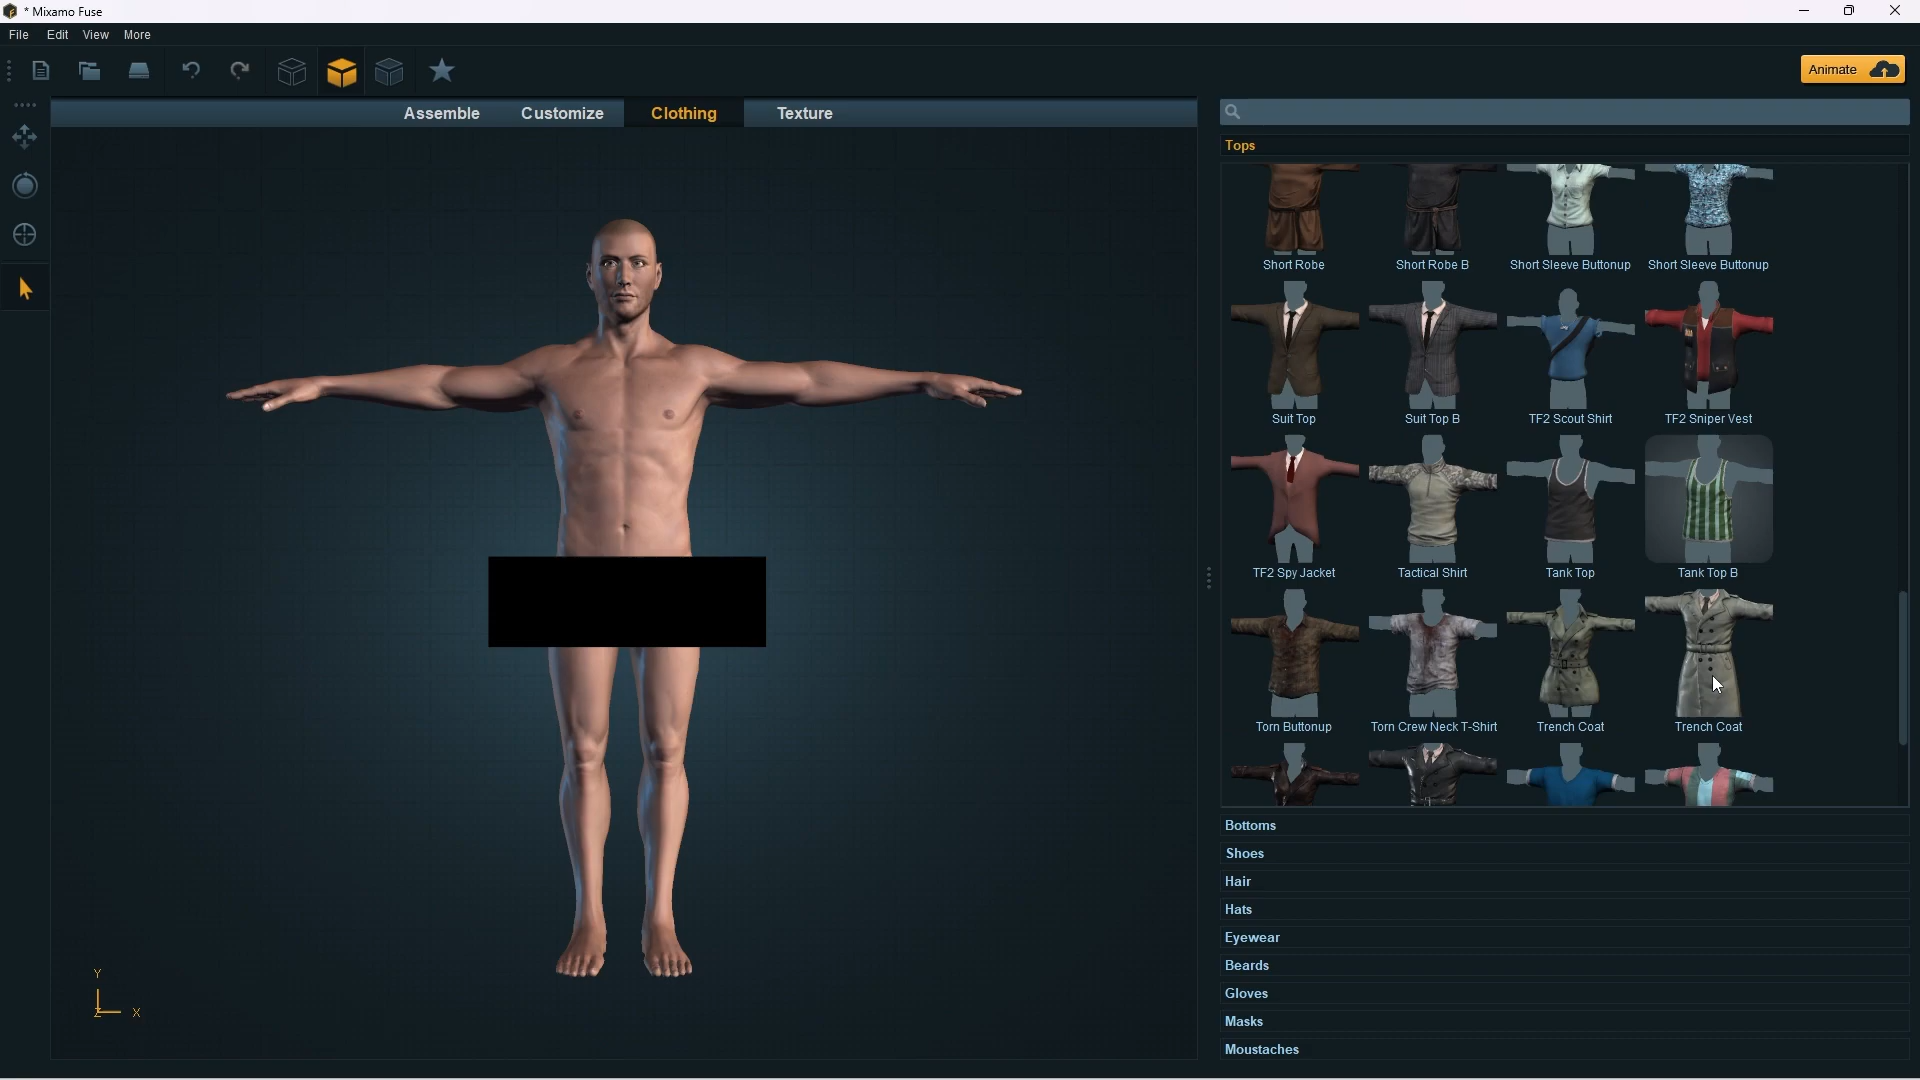 * Mixamo Fuse
File Edit View More
Animate
Assemble Customize Clothing Texture
Tops
Short Robe Short Robe B Short Sleeve Buttonup Short Sleeve Buttonup
Suit Top Suit Top B TF2 Scout Shirt TF2 Sniper Vest
TF2 Spy Jacket Tactical Shirt Tank Top Tank Top B
Torn Buttonup Torn Crew Neck T-Shirt Trench Coat Trench Coat
Bottoms
Shoes
Hair
Hats
Eyewear
Beards
Gloves
Masks
Moustaches
Y
Z X